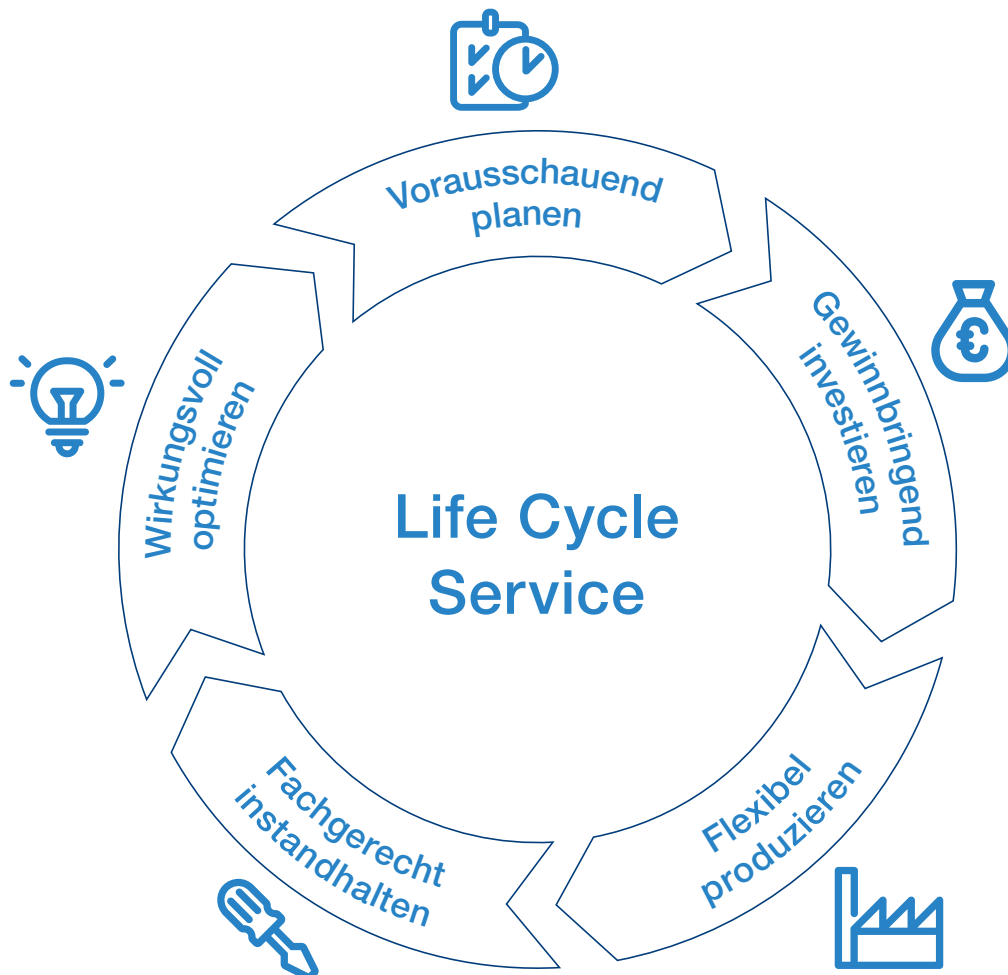 Vorausschauend
planen
Gewinnbringend
investieren
Flexibel
produzieren
Fachgerecht
instandhalten
Wirkungsvoll
optimieren
Life Cycle
Service
€